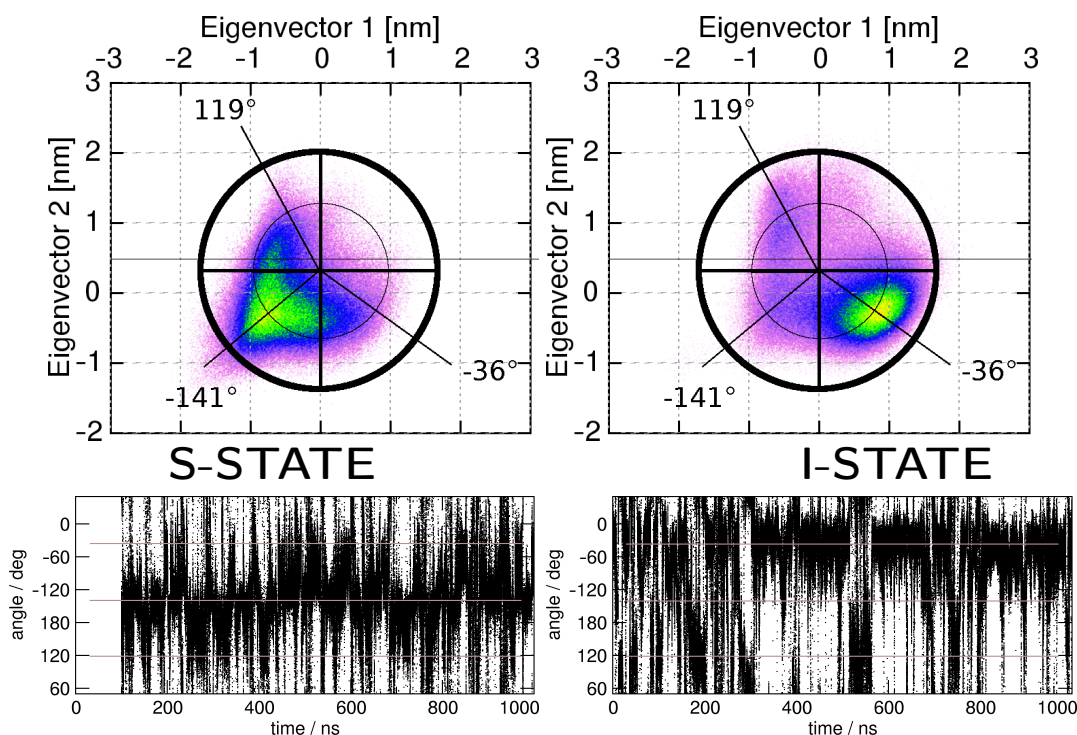 Eigenvector 1 [nm]
-3 -2 -1 0 1 2 3
Eigenvector 1 [nm]
-3 -2 -1 0 1 2 3
Eigenvector 2 [nm]
3
2
1
0
-1
-2
119°
-141°
-36°
Eigenvector 2 [nm]
3
2
1
0
-1
-2
119°
-141°
-36°
S-STATE
I-STATE
angle / deg
0
-60
-120
180
120
60
0 200 400 600 800 1000
time / ns
angle / deg
0
-60
-120
180
120
60
0 200 400 600 800 1000
time / ns